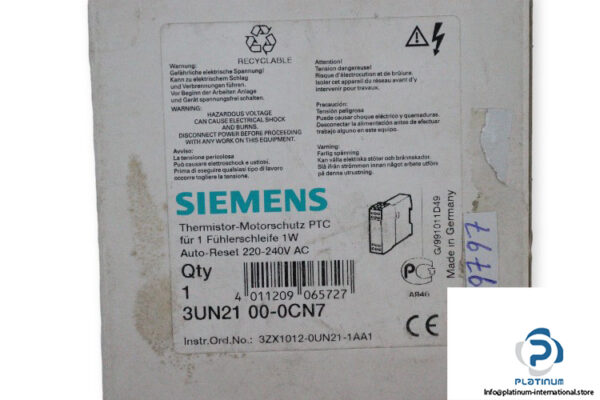 RECYCLABLE
Warnung:
Gefährliche elektrische Spannung!
Kann zu elektrischem Schlag
und Verbrennungen führen.
Vor Beginn der Arbeiten Anlage
und Gerät spannungsfrei schalten.
WARNING:
HAZARDOUS VOLTAGE
CAN CAUSE ELECTRICAL SHOCK
AND BURNS.
DISCONNECT POWER BEFORE PROCEEDING
WITH ANY WORK ON THIS EQUIPMENT.
Avviso:
La tensione pericolosa
Può causare elettroschock e ustioni.
Prima di eseguire qualsiasi tipo di lavoro
occorre togliere la tensione.
Attention!
Tension dangereuse!
Risque d'électrocution et de brûlure.
Isoler cet appareil du réseau avant d'y
intervenir pour travaux.
Precaución:
Tensión peligrosa
Puede causar choque eléctrico y quemaduras.
Desconectar la alimentación antes de efectuar
trabajo alguno en este equipo.
Varning:
Farlig spänning
Kan välla elektriska stötar och brännskador.
Slå ifrån strömmen innan något arbete utförs
på denna utrustning.
SIEMENS
Thermistor-Motorschutz PTC
für 1 Fühlerschleife 1W
Auto-Reset 220-240V AC
Qty
1
4 011209 065727
3UN21 00-0CN7
Instr.Ord.No.: 3ZX1012-0UN21-1AA1
PG
AB46
CE
G/991011D49
Made in Germany
PLATINUM
INTERNATIONAL
https://platinum-international.store